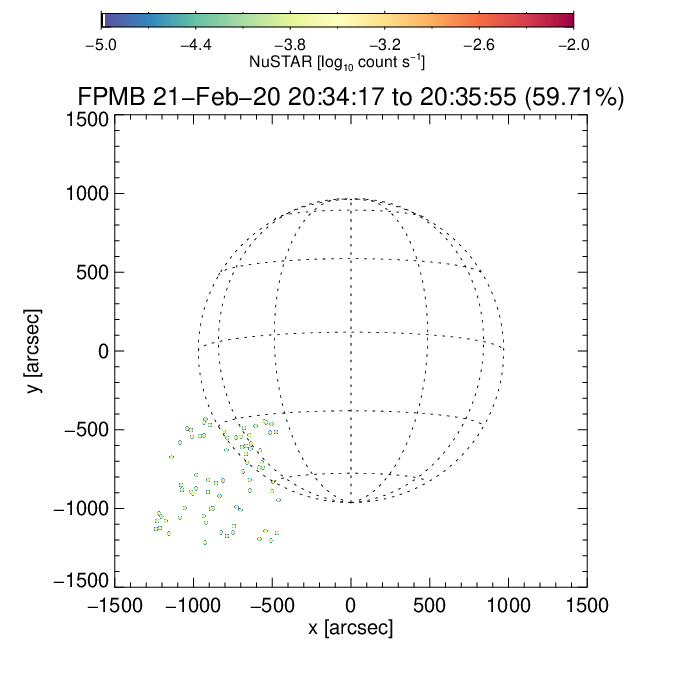 −5.0 −4.4 −3.8 −3.2 −2.6 −2.0
NuSTAR [log₁₀ count s⁻¹]
FPMB 21−Feb−20 20:34:17 to 20:35:55 (59.71%)
1500
1000
500
0
−500
−1000
−1500
y [arcsec]
−1500 −1000 −500 0 500 1000 1500
x [arcsec]